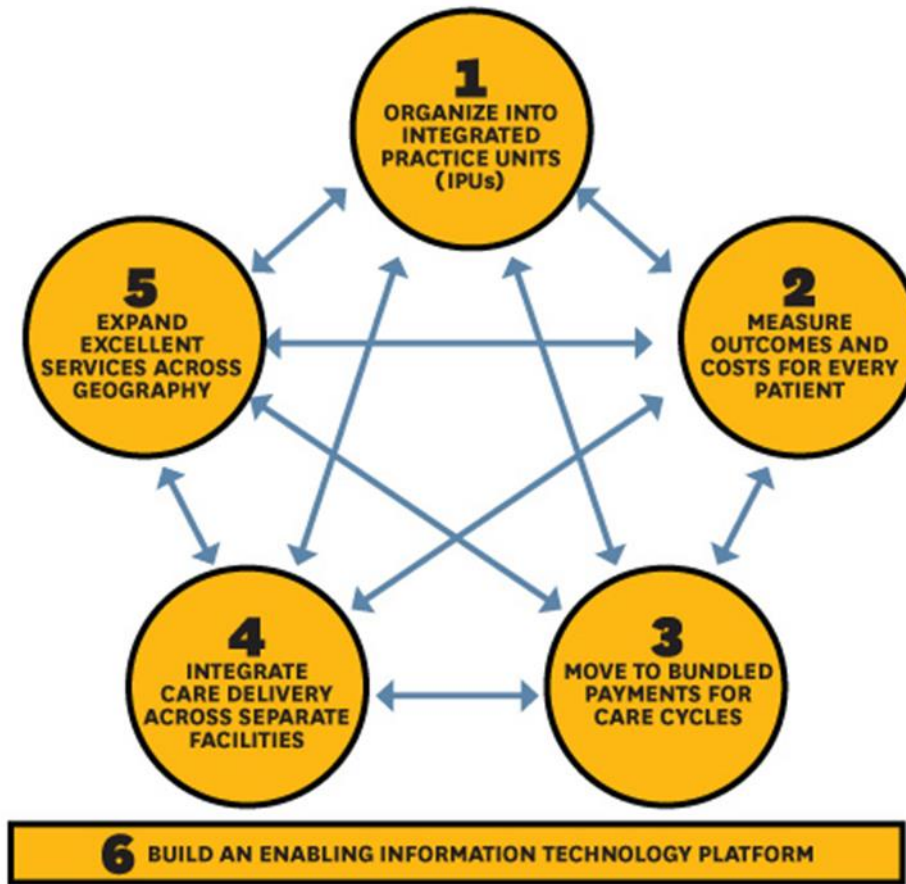 1
ORGANIZE INTO
INTEGRATED
PRACTICE UNITS
(IPUs)
2
MEASURE
OUTCOMES AND
COSTS FOR EVERY
PATIENT
3
MOVE TO BUNDLED
PAYMENTS FOR
CARE CYCLES
4
INTEGRATE
CARE DELIVERY
ACROSS SEPARATE
FACILITIES
5
EXPAND
EXCELLENT
SERVICES ACROSS
GEOGRAPHY
6 BUILD AN ENABLING INFORMATION TECHNOLOGY PLATFORM